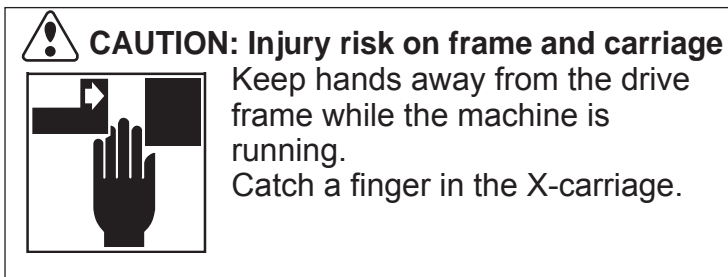 CAUTION: Injury risk on frame and carriage
Keep hands away from the drive
frame while the machine is
running.
Catch a finger in the X-carriage.